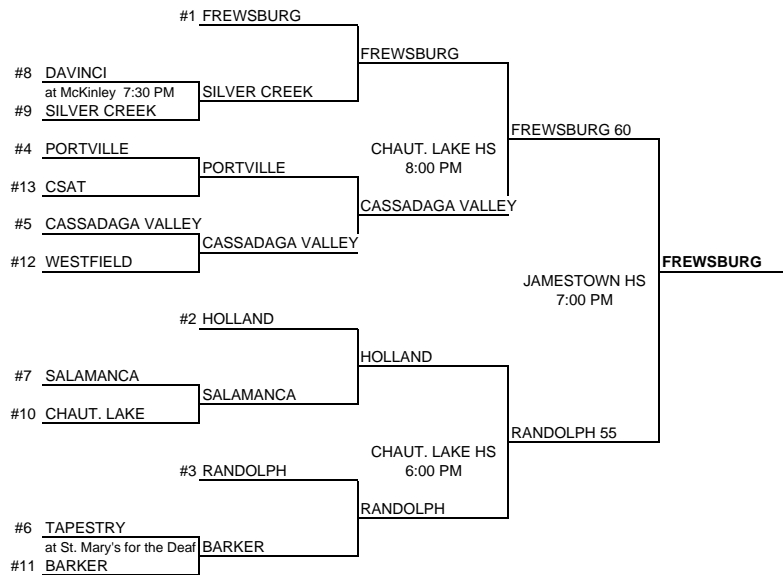 #1 FREWSBURG
FREWSBURG
#8 DAVINCI
at McKinley 7:30 PM
SILVER CREEK
#9 SILVER CREEK
FREWSBURG 60
#4 PORTVILLE
CHAUT. LAKE HS
8:00 PM
PORTVILLE
#13 CSAT
CASSADAGA VALLEY
#5 CASSADAGA VALLEY
CASSADAGA VALLEY
#12 WESTFIELD
FREWSBURG
JAMESTOWN HS
7:00 PM
#2 HOLLAND
HOLLAND
#7 SALAMANCA
SALAMANCA
#10 CHAUT. LAKE
RANDOLPH 55
CHAUT. LAKE HS
6:00 PM
#3 RANDOLPH
RANDOLPH
#6 TAPESTRY
at St. Mary's for the Deaf
BARKER
#11 BARKER